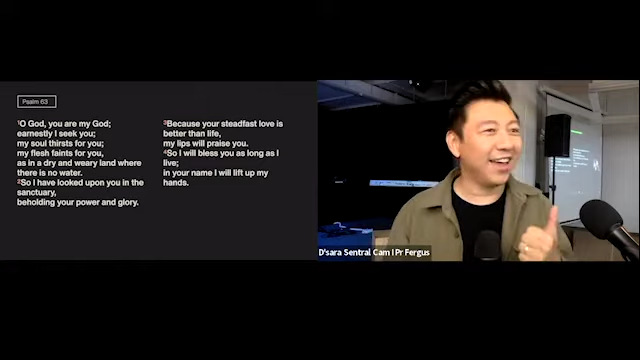 Psalm 63
1O God, you are my God;
earnestly I seek you;
my soul thirsts for you;
my flesh faints for you,
as in a dry and weary land where
there is no water.
2So I have looked upon you in the
sanctuary,
beholding your power and glory.
3Because your steadfast love is
better than life,
my lips will praise you.
4So I will bless you as long as I
live;
in your name I will lift up my
hands.
D'sara Sentral Cam I Pr Fergus